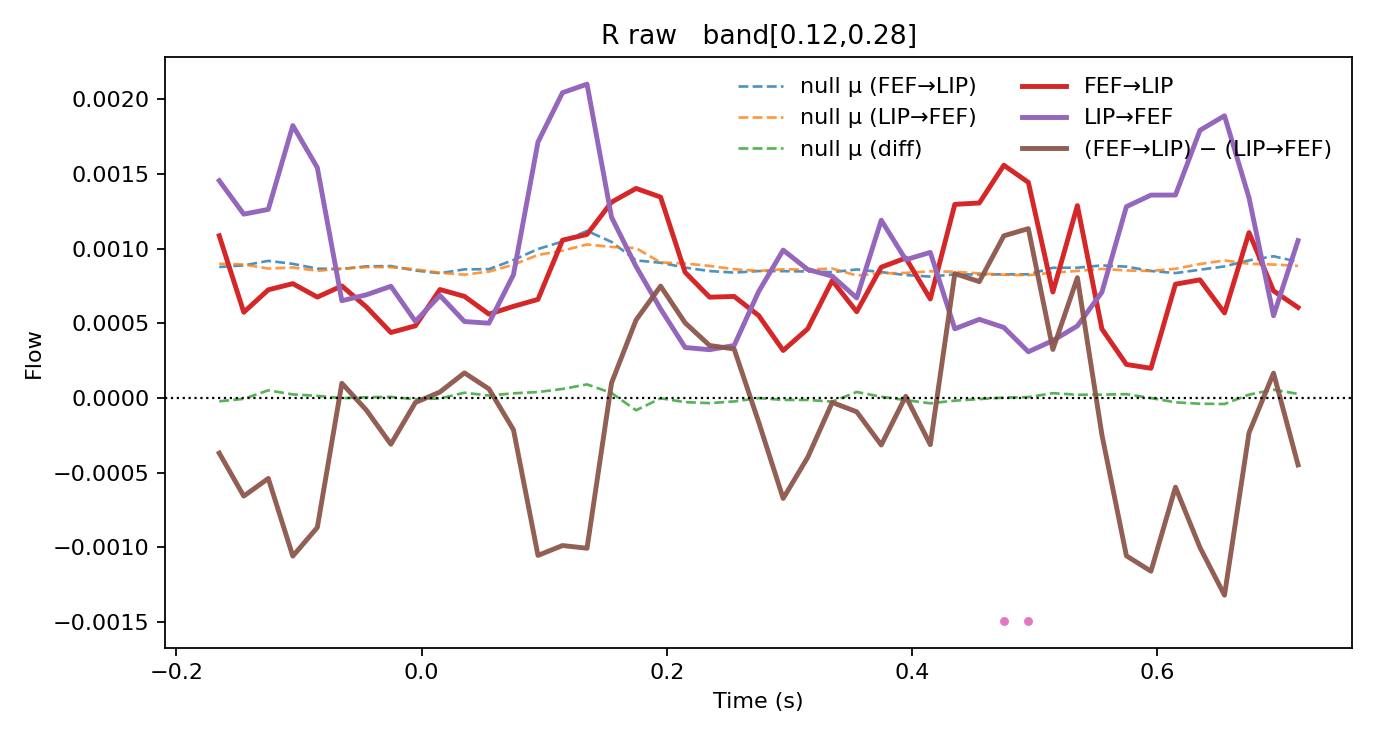 R raw   band[0.12,0.28]
null μ (FEF→LIP)
null μ (LIP→FEF)
null μ (diff)
FEF→LIP
LIP→FEF
(FEF→LIP) − (LIP→FEF)
0.0020
0.0015
0.0010
0.0005
0.0000
−0.0005
−0.0010
−0.0015
Flow
−0.2
0.0
0.2
0.4
0.6
Time (s)